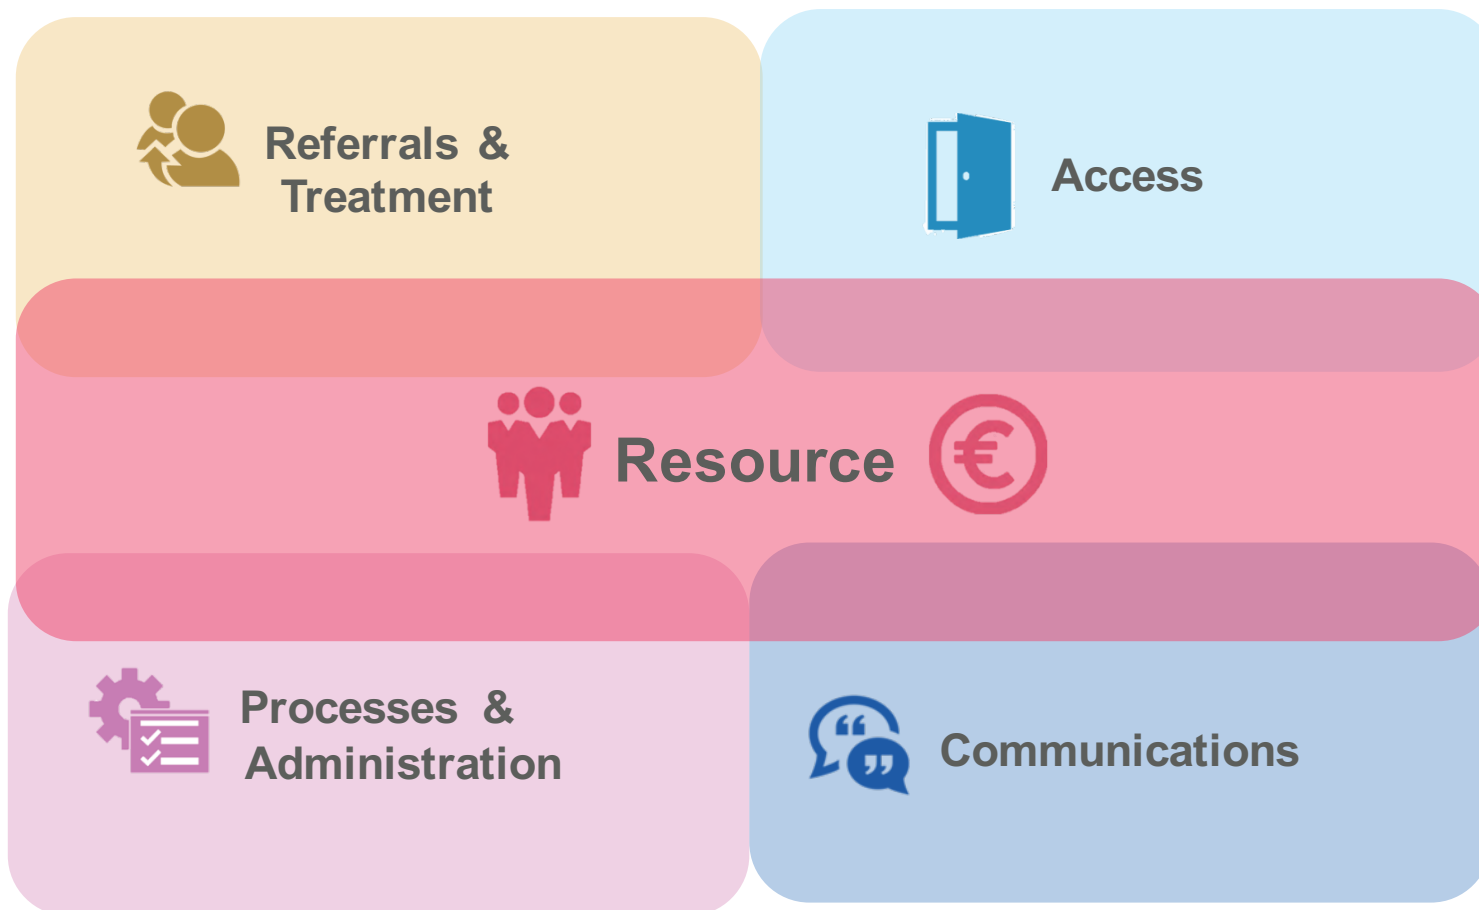 Referrals &
Treatment
Access
Resource
€
Processes &
Administration
Communications